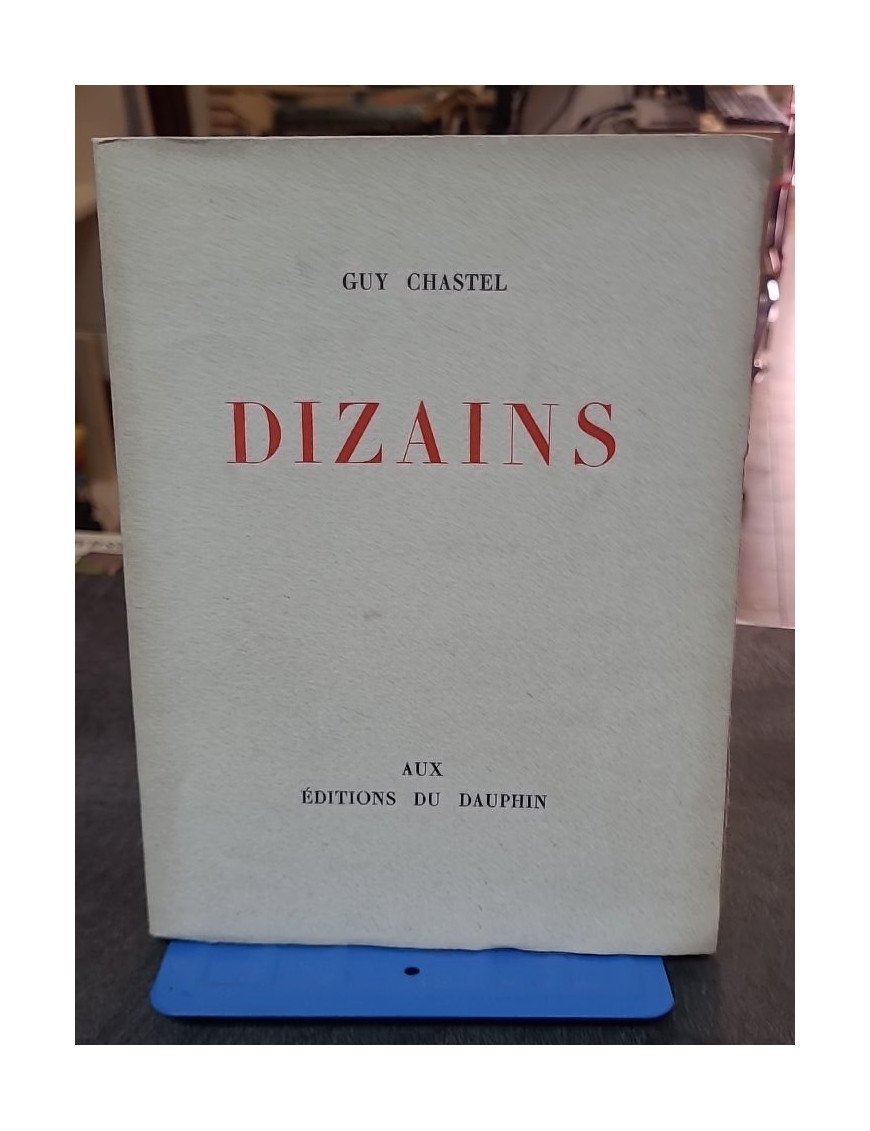 GUY CHASTEL
DIZAINS
AUX
ÉDITIONS DU DAUPHIN